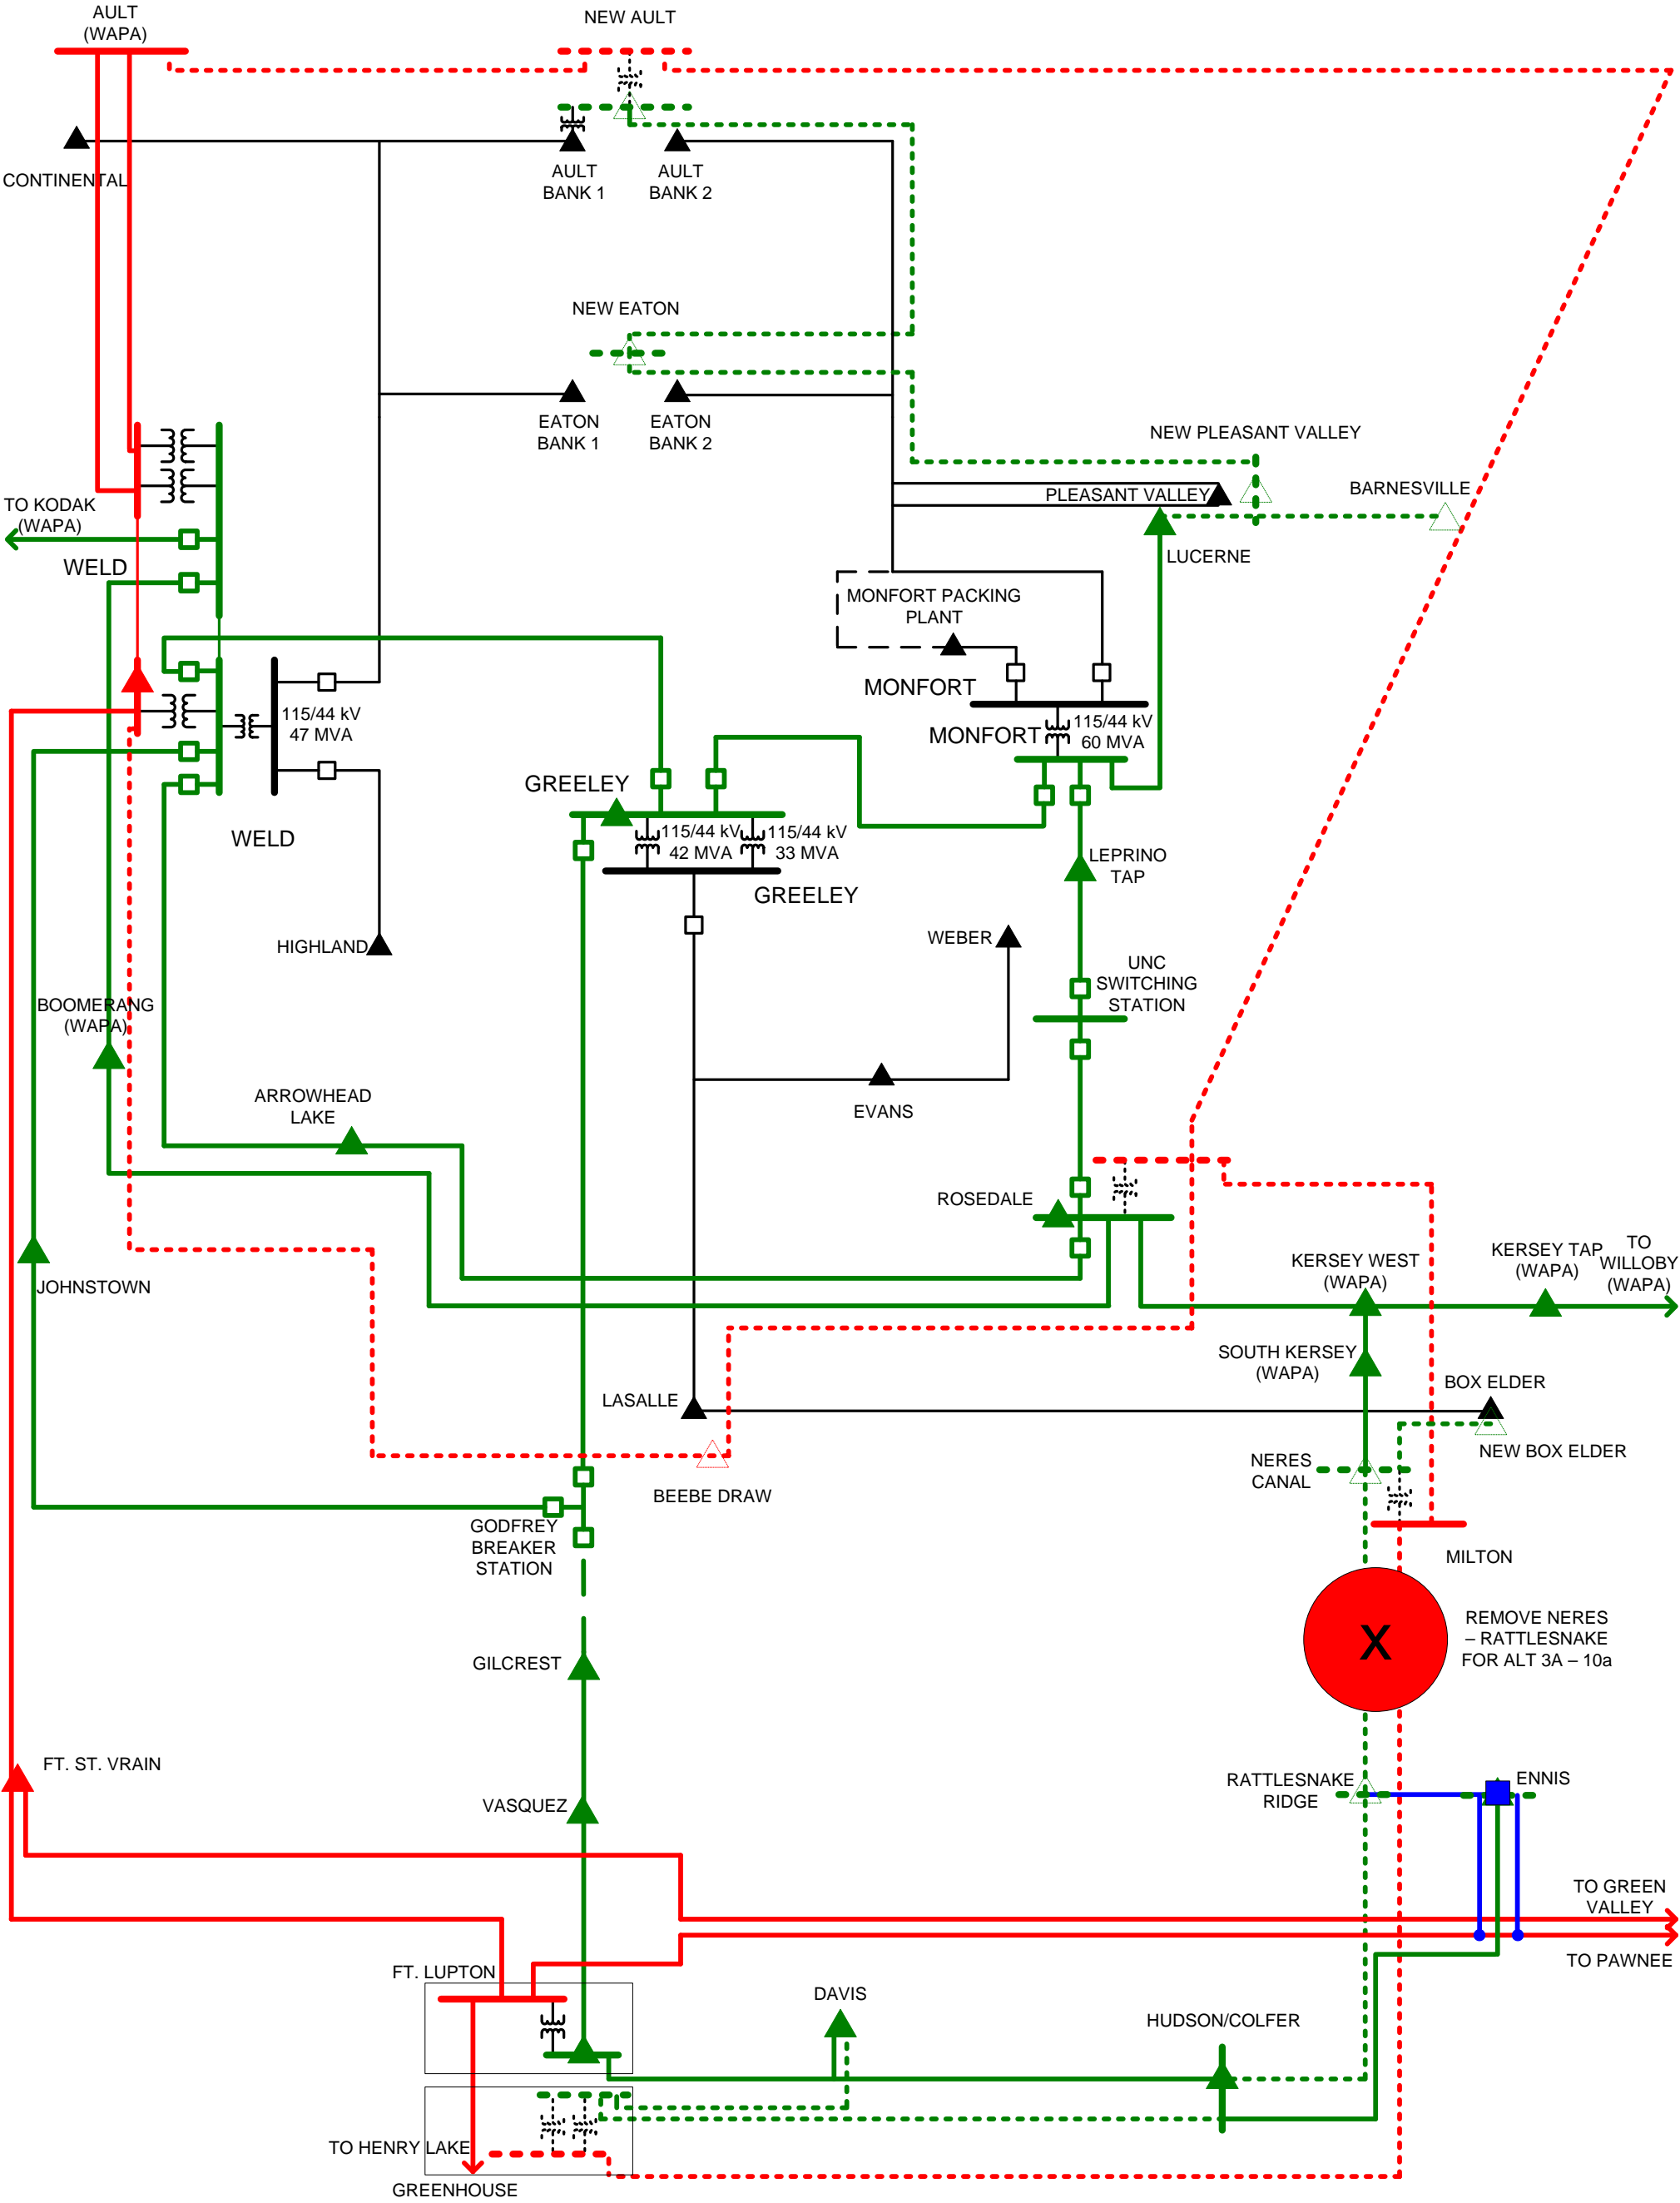 AULT
(WAPA)
NEW AULT
CONTINENTAL
AULT
BANK 1
AULT
BANK 2
NEW EATON
EATON
BANK 1
EATON
BANK 2
NEW PLEASANT VALLEY
PLEASANT VALLEY
BARNESVILLE
TO KODAK
(WAPA)
WELD
LUCERNE
MONFORT PACKING
PLANT
MONFORT
115/44 kV
47 MVA
MONFORT
115/44 kV
60 MVA
GREELEY
WELD
115/44 kV
42 MVA
115/44 kV
33 MVA
GREELEY
LEPRINO
TAP
HIGHLAND
WEBER
UNC
SWITCHING
STATION
BOOMERANG
(WAPA)
ARROWHEAD
LAKE
EVANS
ROSEDALE
JOHNSTOWN
KERSEY WEST
(WAPA)
KERSEY TAP
(WAPA)
TO
WILLOBY
(WAPA)
SOUTH KERSEY
(WAPA)
LASALLE
BOX ELDER
NEW BOX ELDER
NERES
CANAL
BEEBE DRAW
GODFREY
BREAKER
STATION
MILTON
X
REMOVE NERES
– RATTLESNAKE
FOR ALT 3A – 10a
GILCREST
FT. ST. VRAIN
VASQUEZ
RATTLESNAKE
RIDGE
ENNIS
TO GREEN
VALLEY
TO PAWNEE
FT. LUPTON
DAVIS
HUDSON/COLFER
TO HENRY LAKE
GREENHOUSE